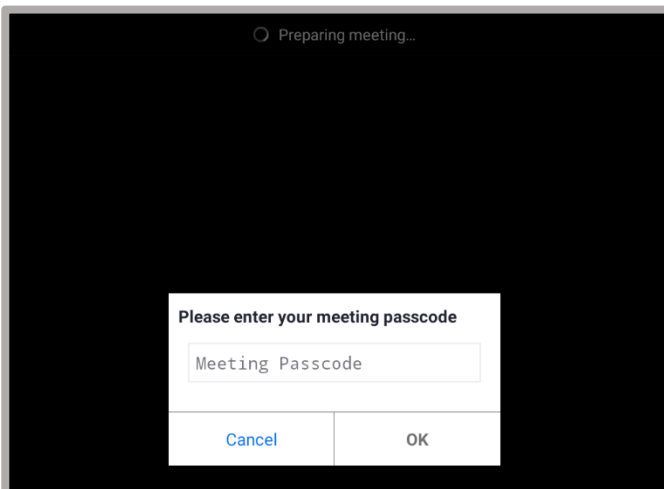 Preparing meeting...
Please enter your meeting passcode
Meeting Passcode
Cancel
OK